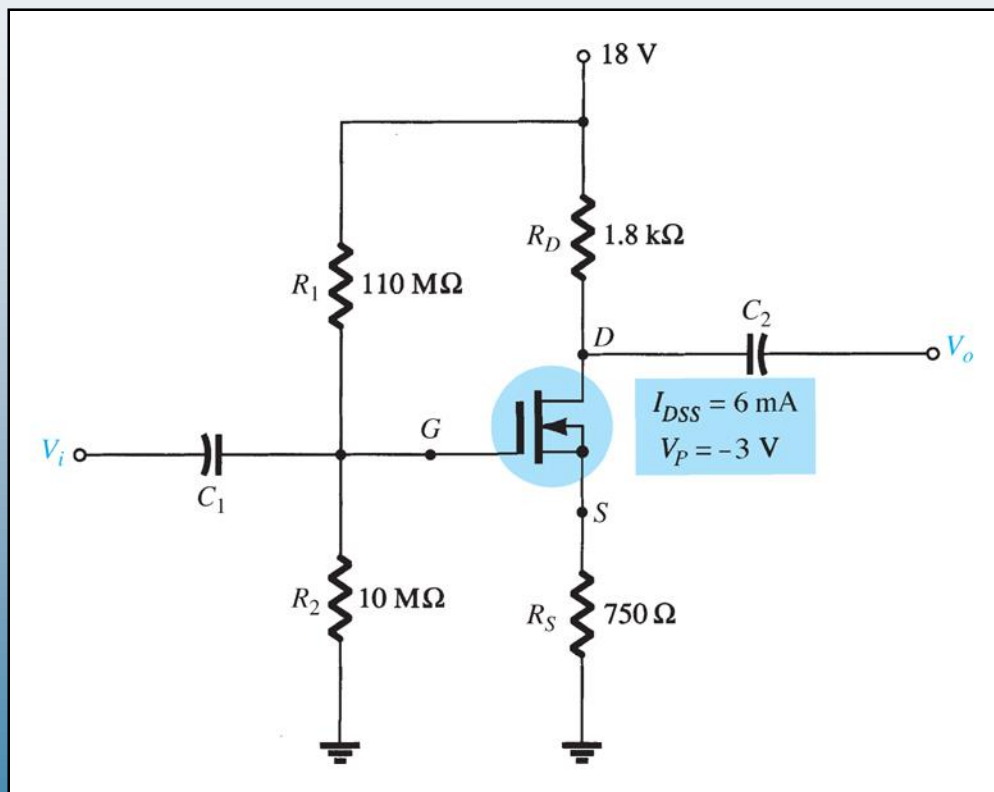 18 V
R_D 1.8 kΩ
R_1 110 MΩ
C_2
D
V_o
I_DSS = 6 mA
V_P = −3 V
G
V_i
C_1
S
R_2 10 MΩ
R_S 750 Ω